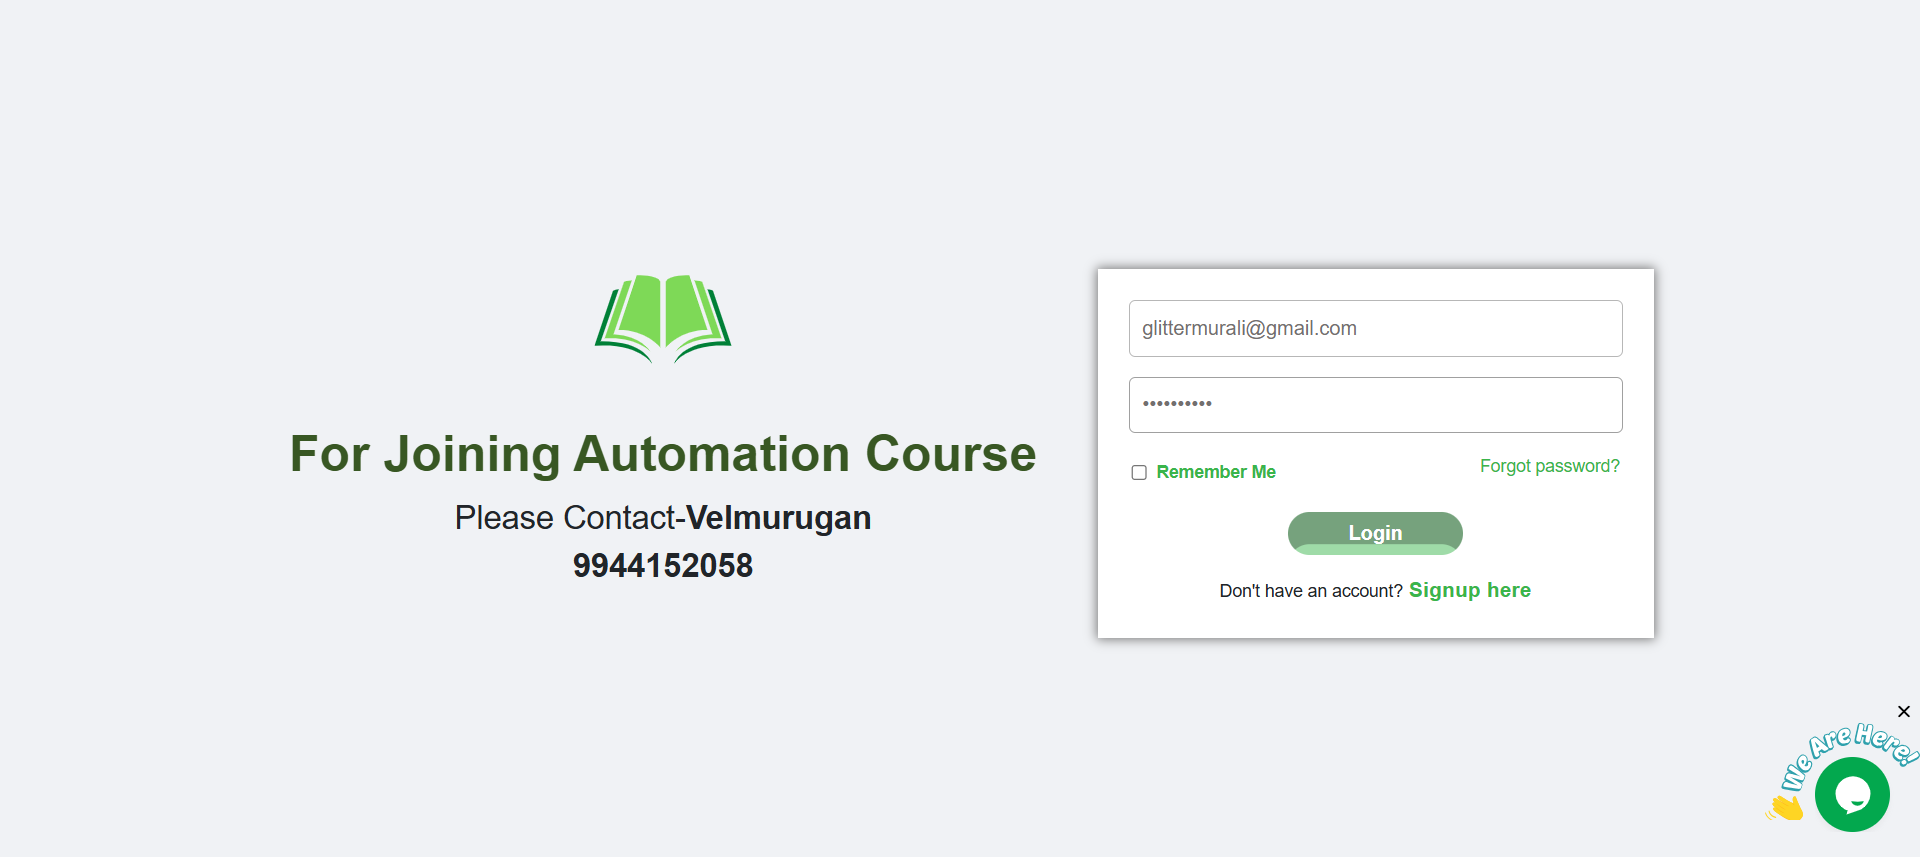 For Joining Automation Course
Please Contact-Velmurugan
9944152058
glittermurali@gmail.com
••••••••••
Remember Me
Forgot password?
Login
Don't have an account? Signup here
We Are Here!